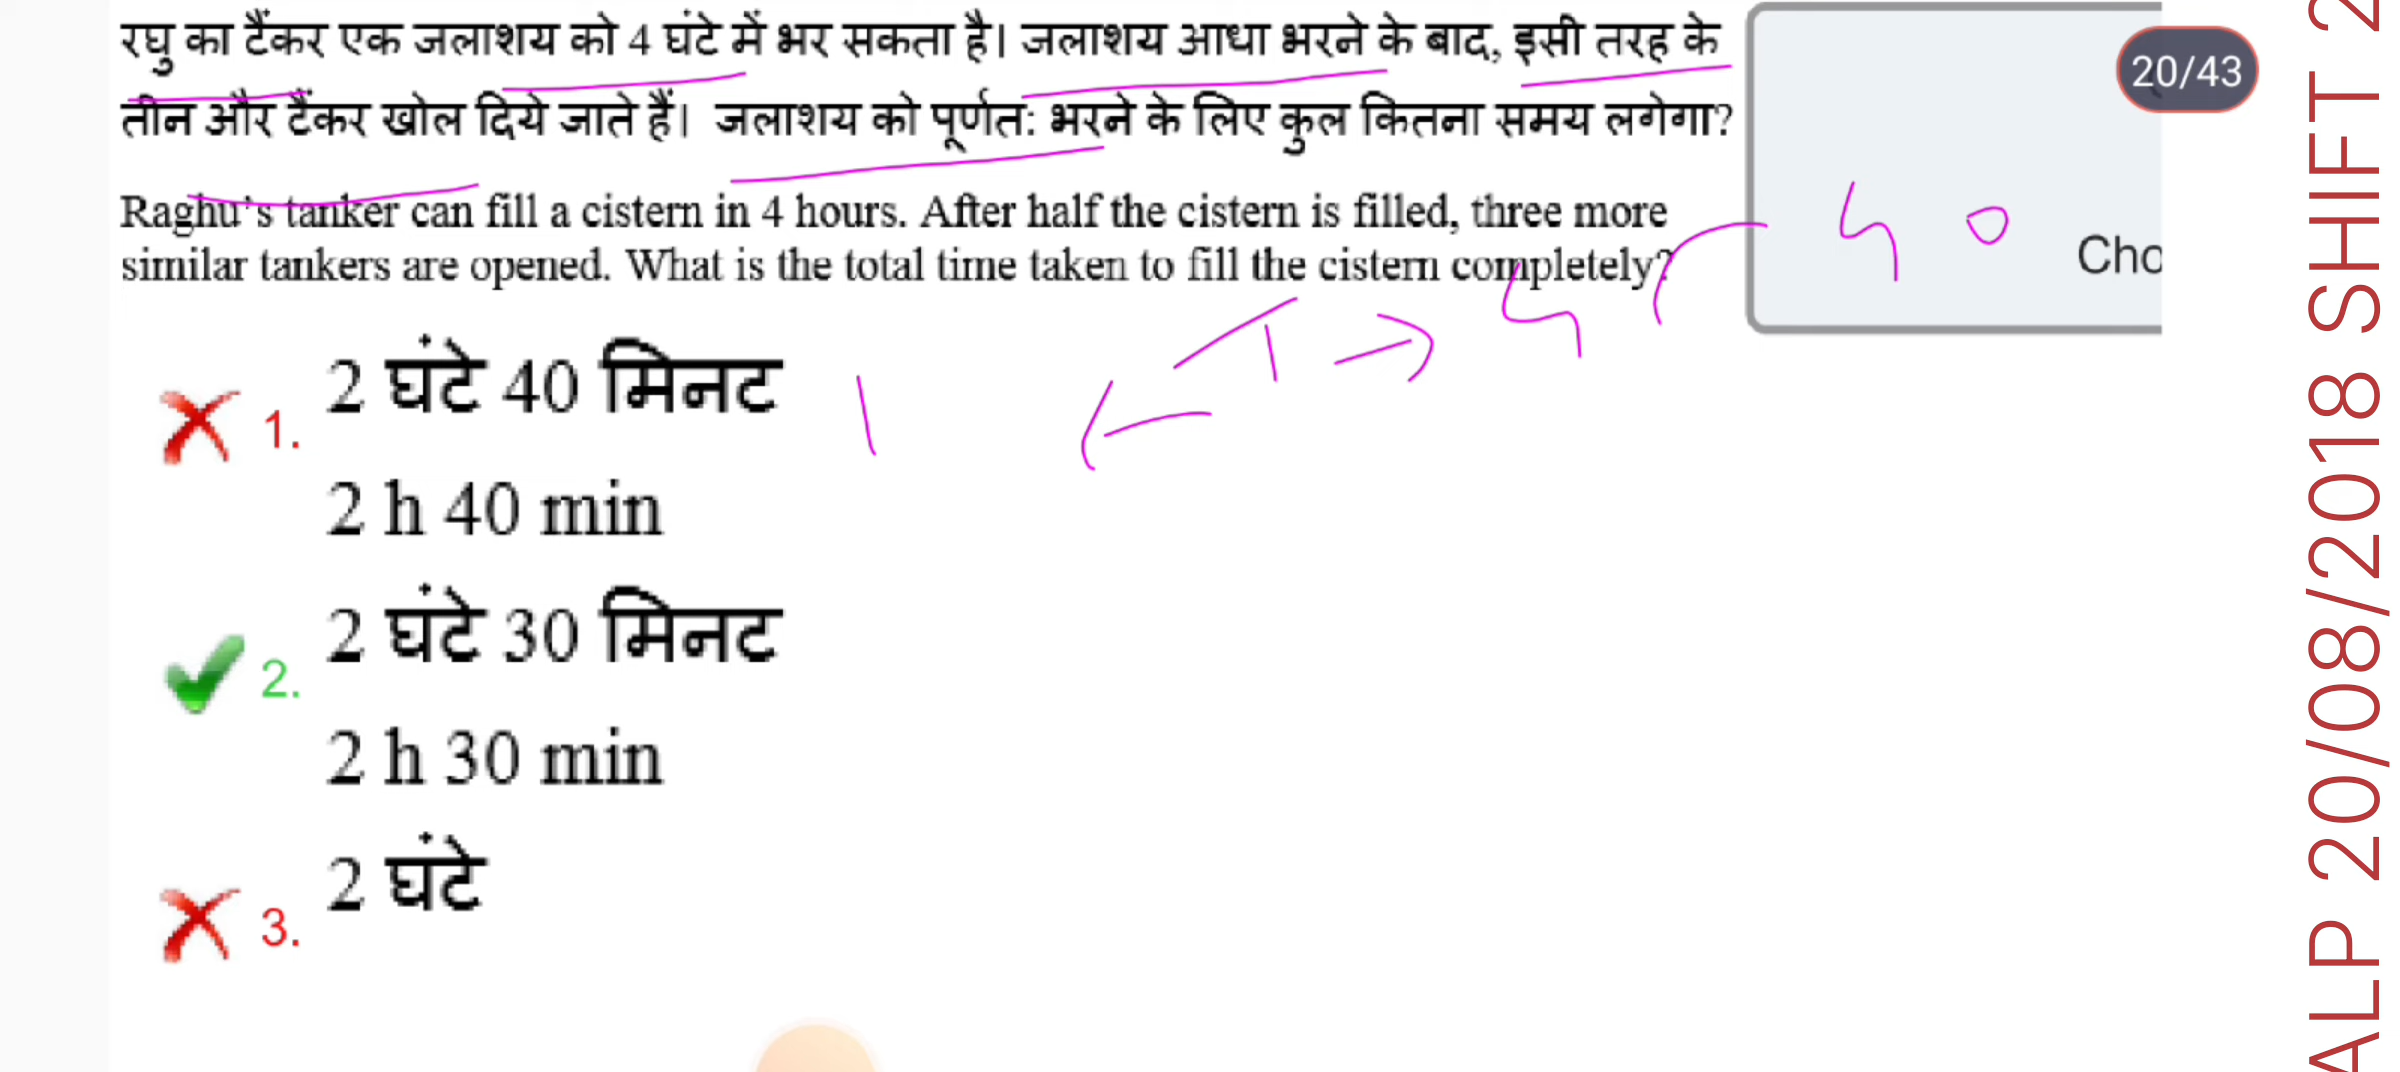 रघु का टैंकर एक जलाशय को 4 घंटे में भर सकता है। जलाशय आधा भरने के बाद, इसी तरह के
तीन और टैंकर खोल दिये जाते हैं। जलाशय को पूर्णत: भरने के लिए कुल कितना समय लगेगा?
Raghu's tanker can fill a cistern in 4 hours. After half the cistern is filled, three more
similar tankers are opened. What is the total time taken to fill the cistern completely?
1. 2 घंटे 40 मिनट
2 h 40 min
2. 2 घंटे 30 मिनट
2 h 30 min
3. 2 घंटे
20/43
Cho
ALP 20/08/2018 SHIFT 2